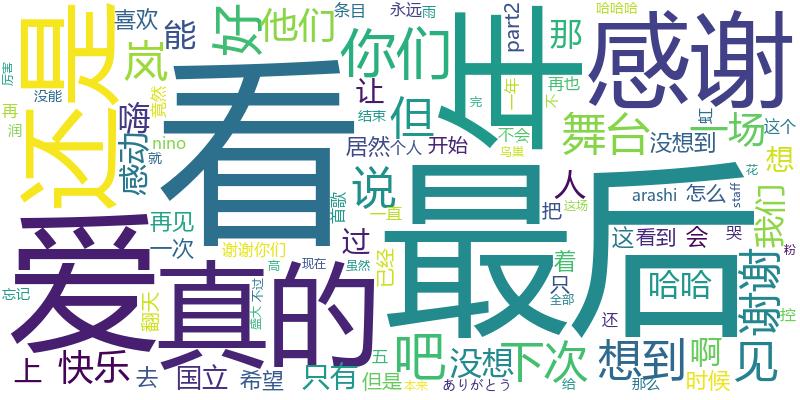 还是
看
年
感谢
爱
真的
最后
喜欢
能
好
他们
条目
永远
雨
part2
那
哈哈哈
岚
你们
让
但
再也
一年
不
厉害
没能
再
竟然
润
嗨
感动
nino
就
结束
个人
完
居然
开始
不会
鸟巢
舞台
一场
虹
没想到
这个
想
说
人
首歌
一直
把
这场
arashi
怎么
staff
花
我们
再见
一次
谢谢你们
过
这
看到
会
哭
粉
忘记
翻天
高
现在
虽然
已经
着
只
哈哈
谢谢
盛大
不过
全部
还
控
上
快乐
去
国立
希望
只有
五
但是
吧
没想
本来
ありがとう
下次
给
想到
那么
啊
时候
见